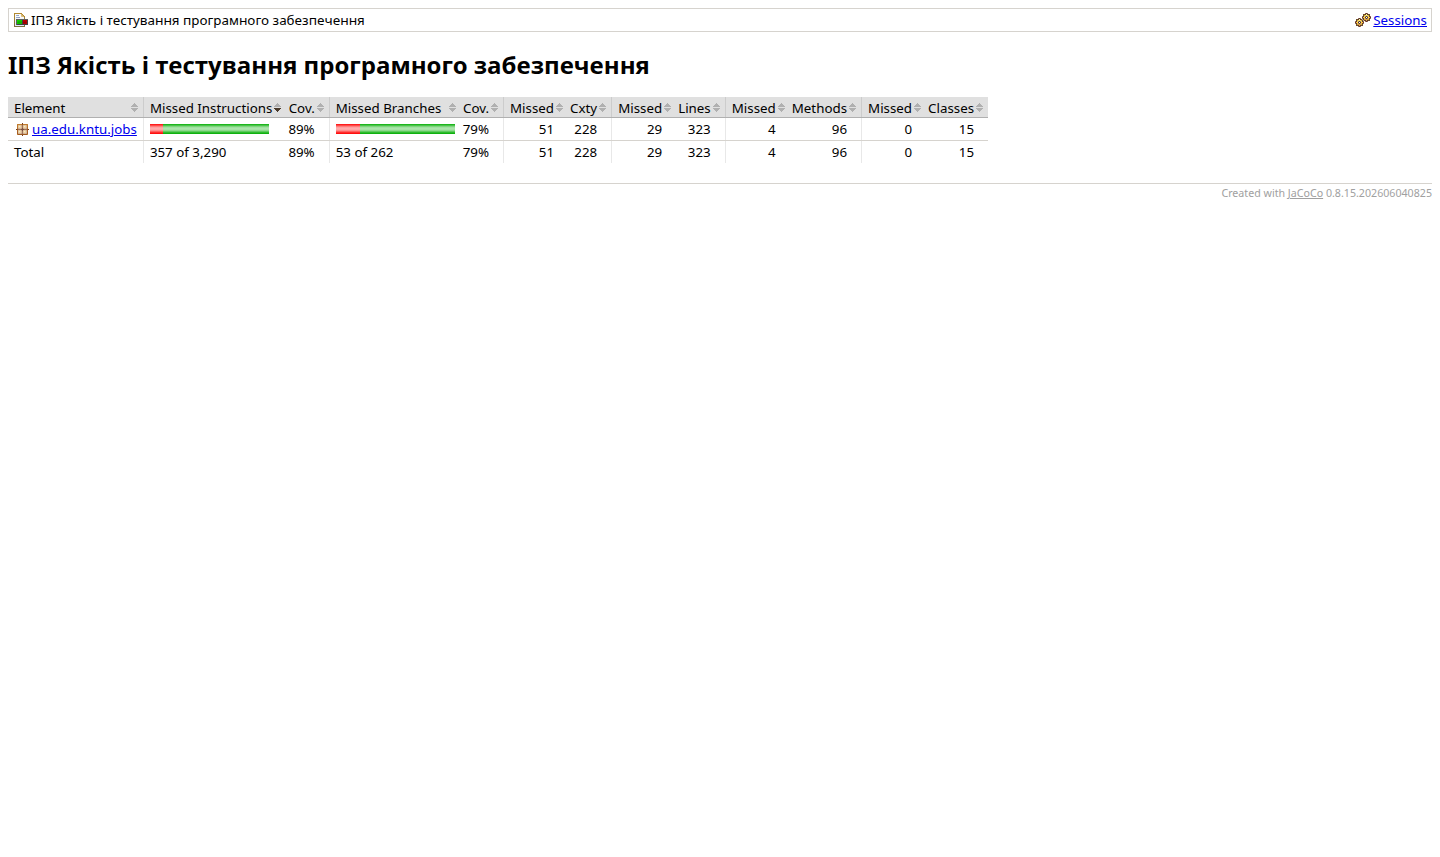 ІПЗ Якість і тестування програмного забезпечення Sessions
ІПЗ Якість і тестування програмного забезпечення
Element Missed Instructions Cov. Missed Branches Cov. Missed Cxty Missed Lines Missed Methods Missed Classes
ua.edu.kntu.jobs 89% 79% 51 228 29 323 4 96 0 15
Total 357 of 3,290 89% 53 of 262 79% 51 228 29 323 4 96 0 15
Created with JaCoCo 0.8.15.202606040825